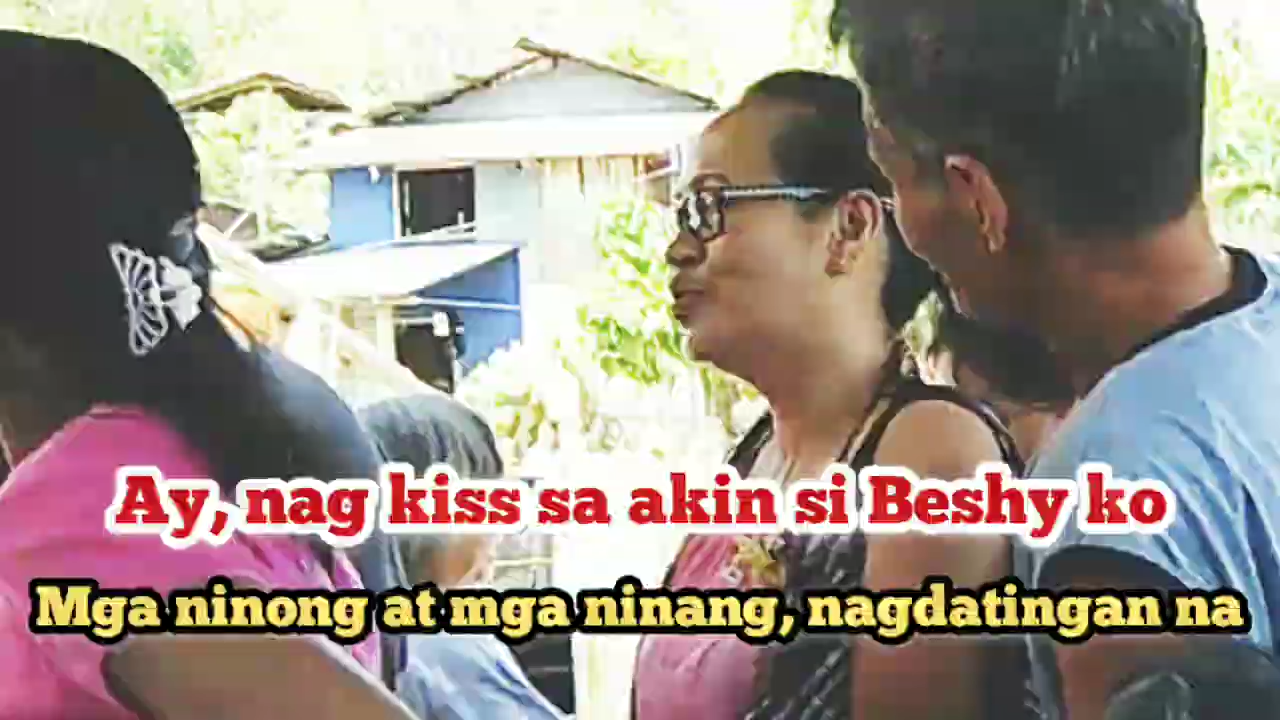 Ay, nag kiss sa akin si Beshy ko
Mga ninong at mga ninang, nagdatingan na